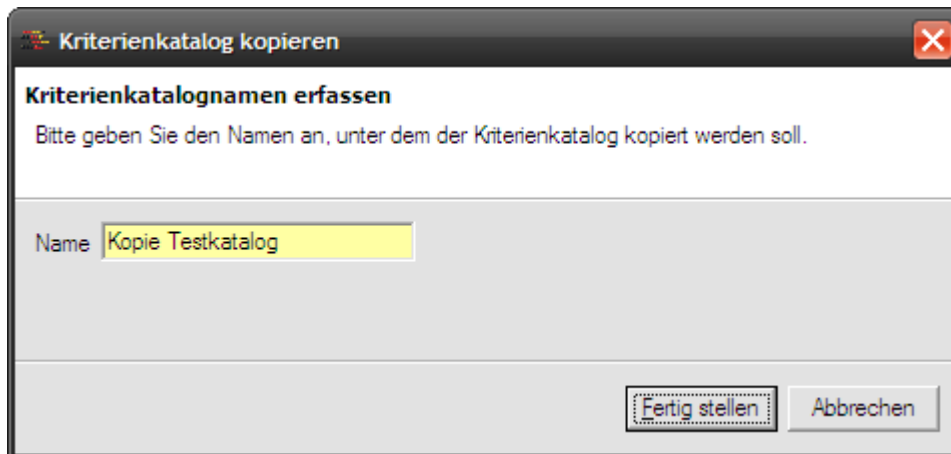 Kriterienkatalog kopieren
Kriterienkatalognamen erfassen
Bitte geben Sie den Namen an, unter dem der Kriterienkatalog kopiert werden soll.
Name Kopie Testkatalog
Fertig stellen Abbrechen